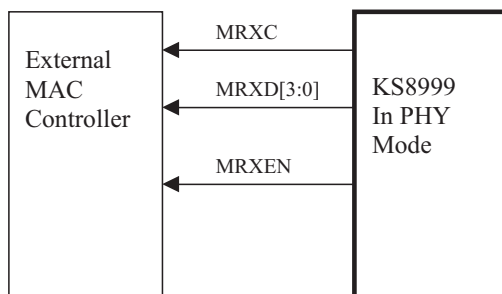 MRXC
External
MAC
Controller
MRXD[3:0]
KS8999
In PHY
Mode
MRXEN